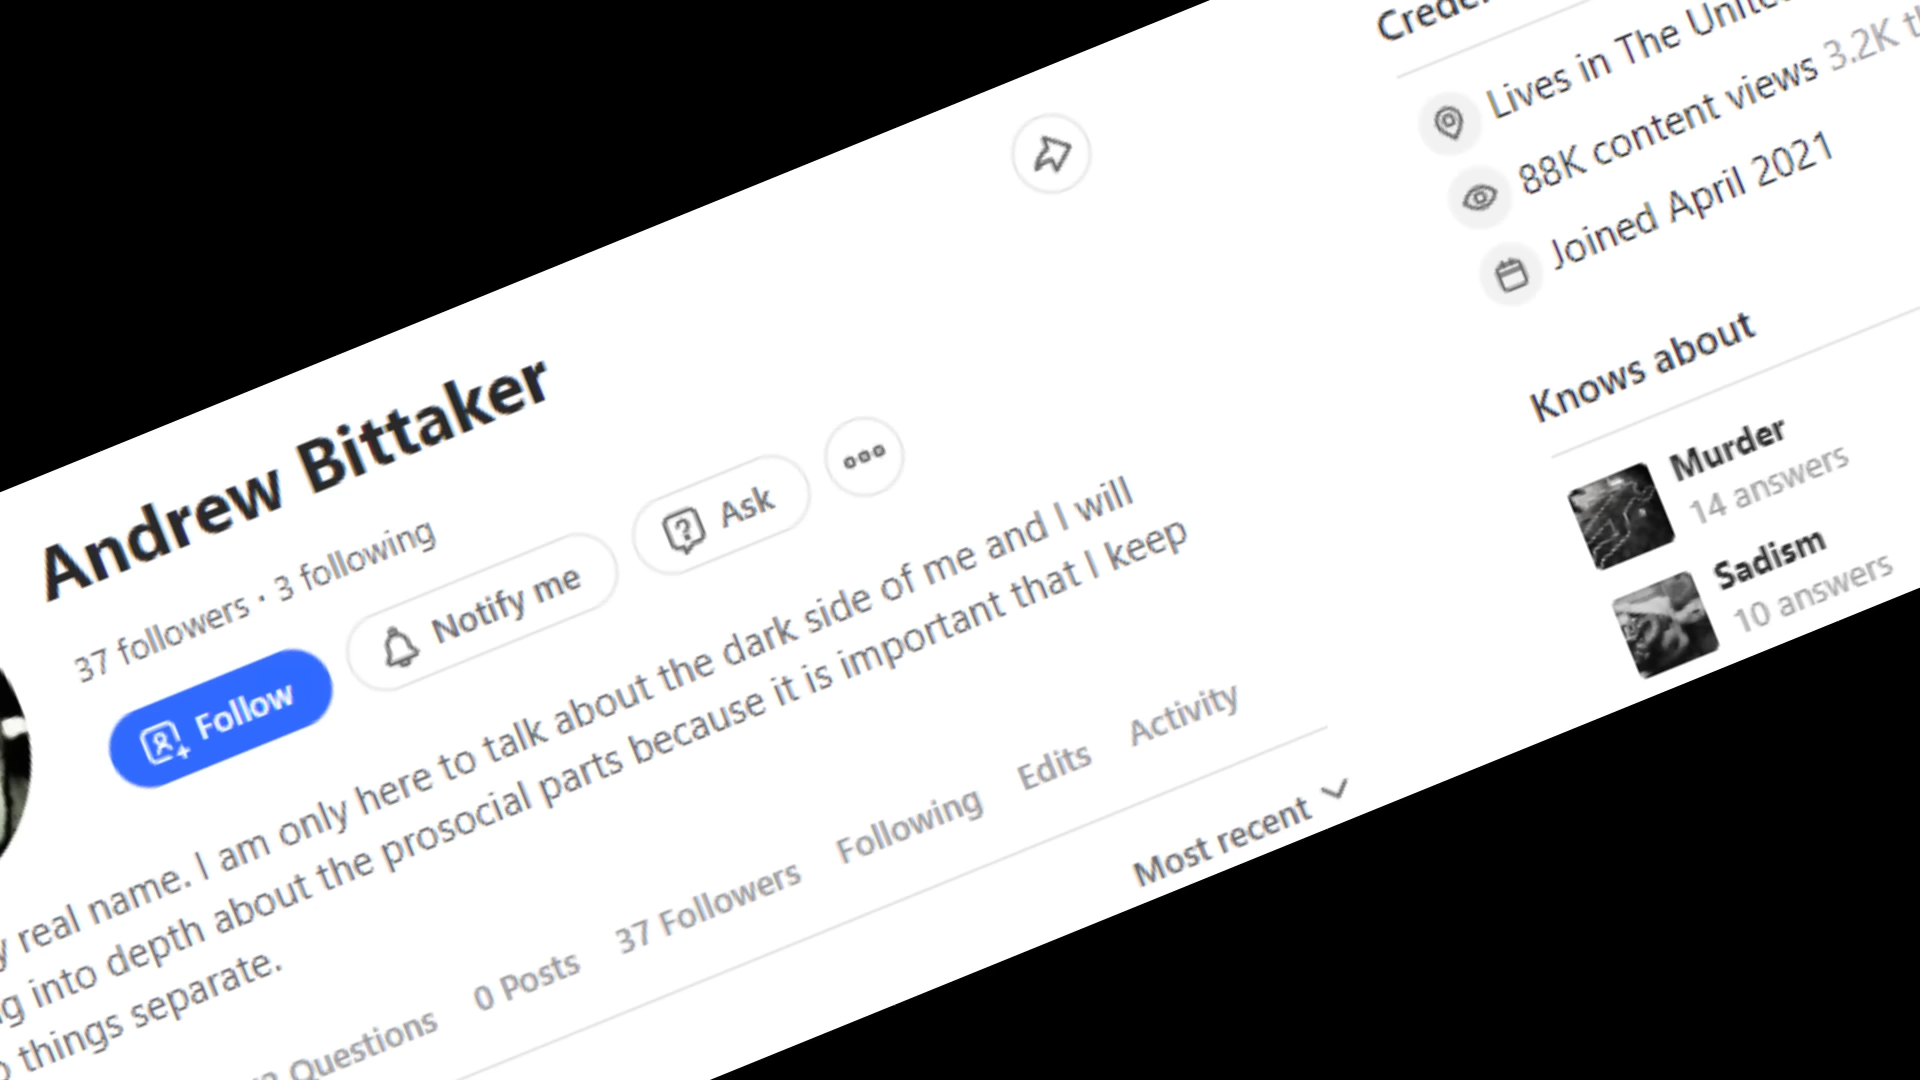 Andrew Bittaker
37 followers · 3 following
Follow
Notify me
Ask
real name. I am only here to talk about the dark side of me and I will
into depth about the prosocial parts because it is important that I keep
things separate.
Questions
0 Posts
37 Followers
Following
Edits
Activity
Most recent
Lives in The
88K content views 3.2K
Joined April 2021
Knows about
Murder
14 answers
Sadism
10 answers